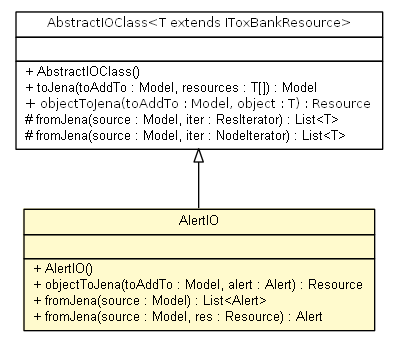 AbstractIOClass<T extends IToxBankResource>
+ AbstractIOClass()
+ toJena(toAddTo : Model, resources : T[]) : Model
+ objectToJena(toAddTo : Model, object : T) : Resource
# fromJena(source : Model, iter : ResIterator) : List<T>
# fromJena(source : Model, iter : NodeIterator) : List<T>
AlertIO
+ AlertIO()
+ objectToJena(toAddTo : Model, alert : Alert) : Resource
+ fromJena(source : Model) : List<Alert>
+ fromJena(source : Model, res : Resource) : Alert